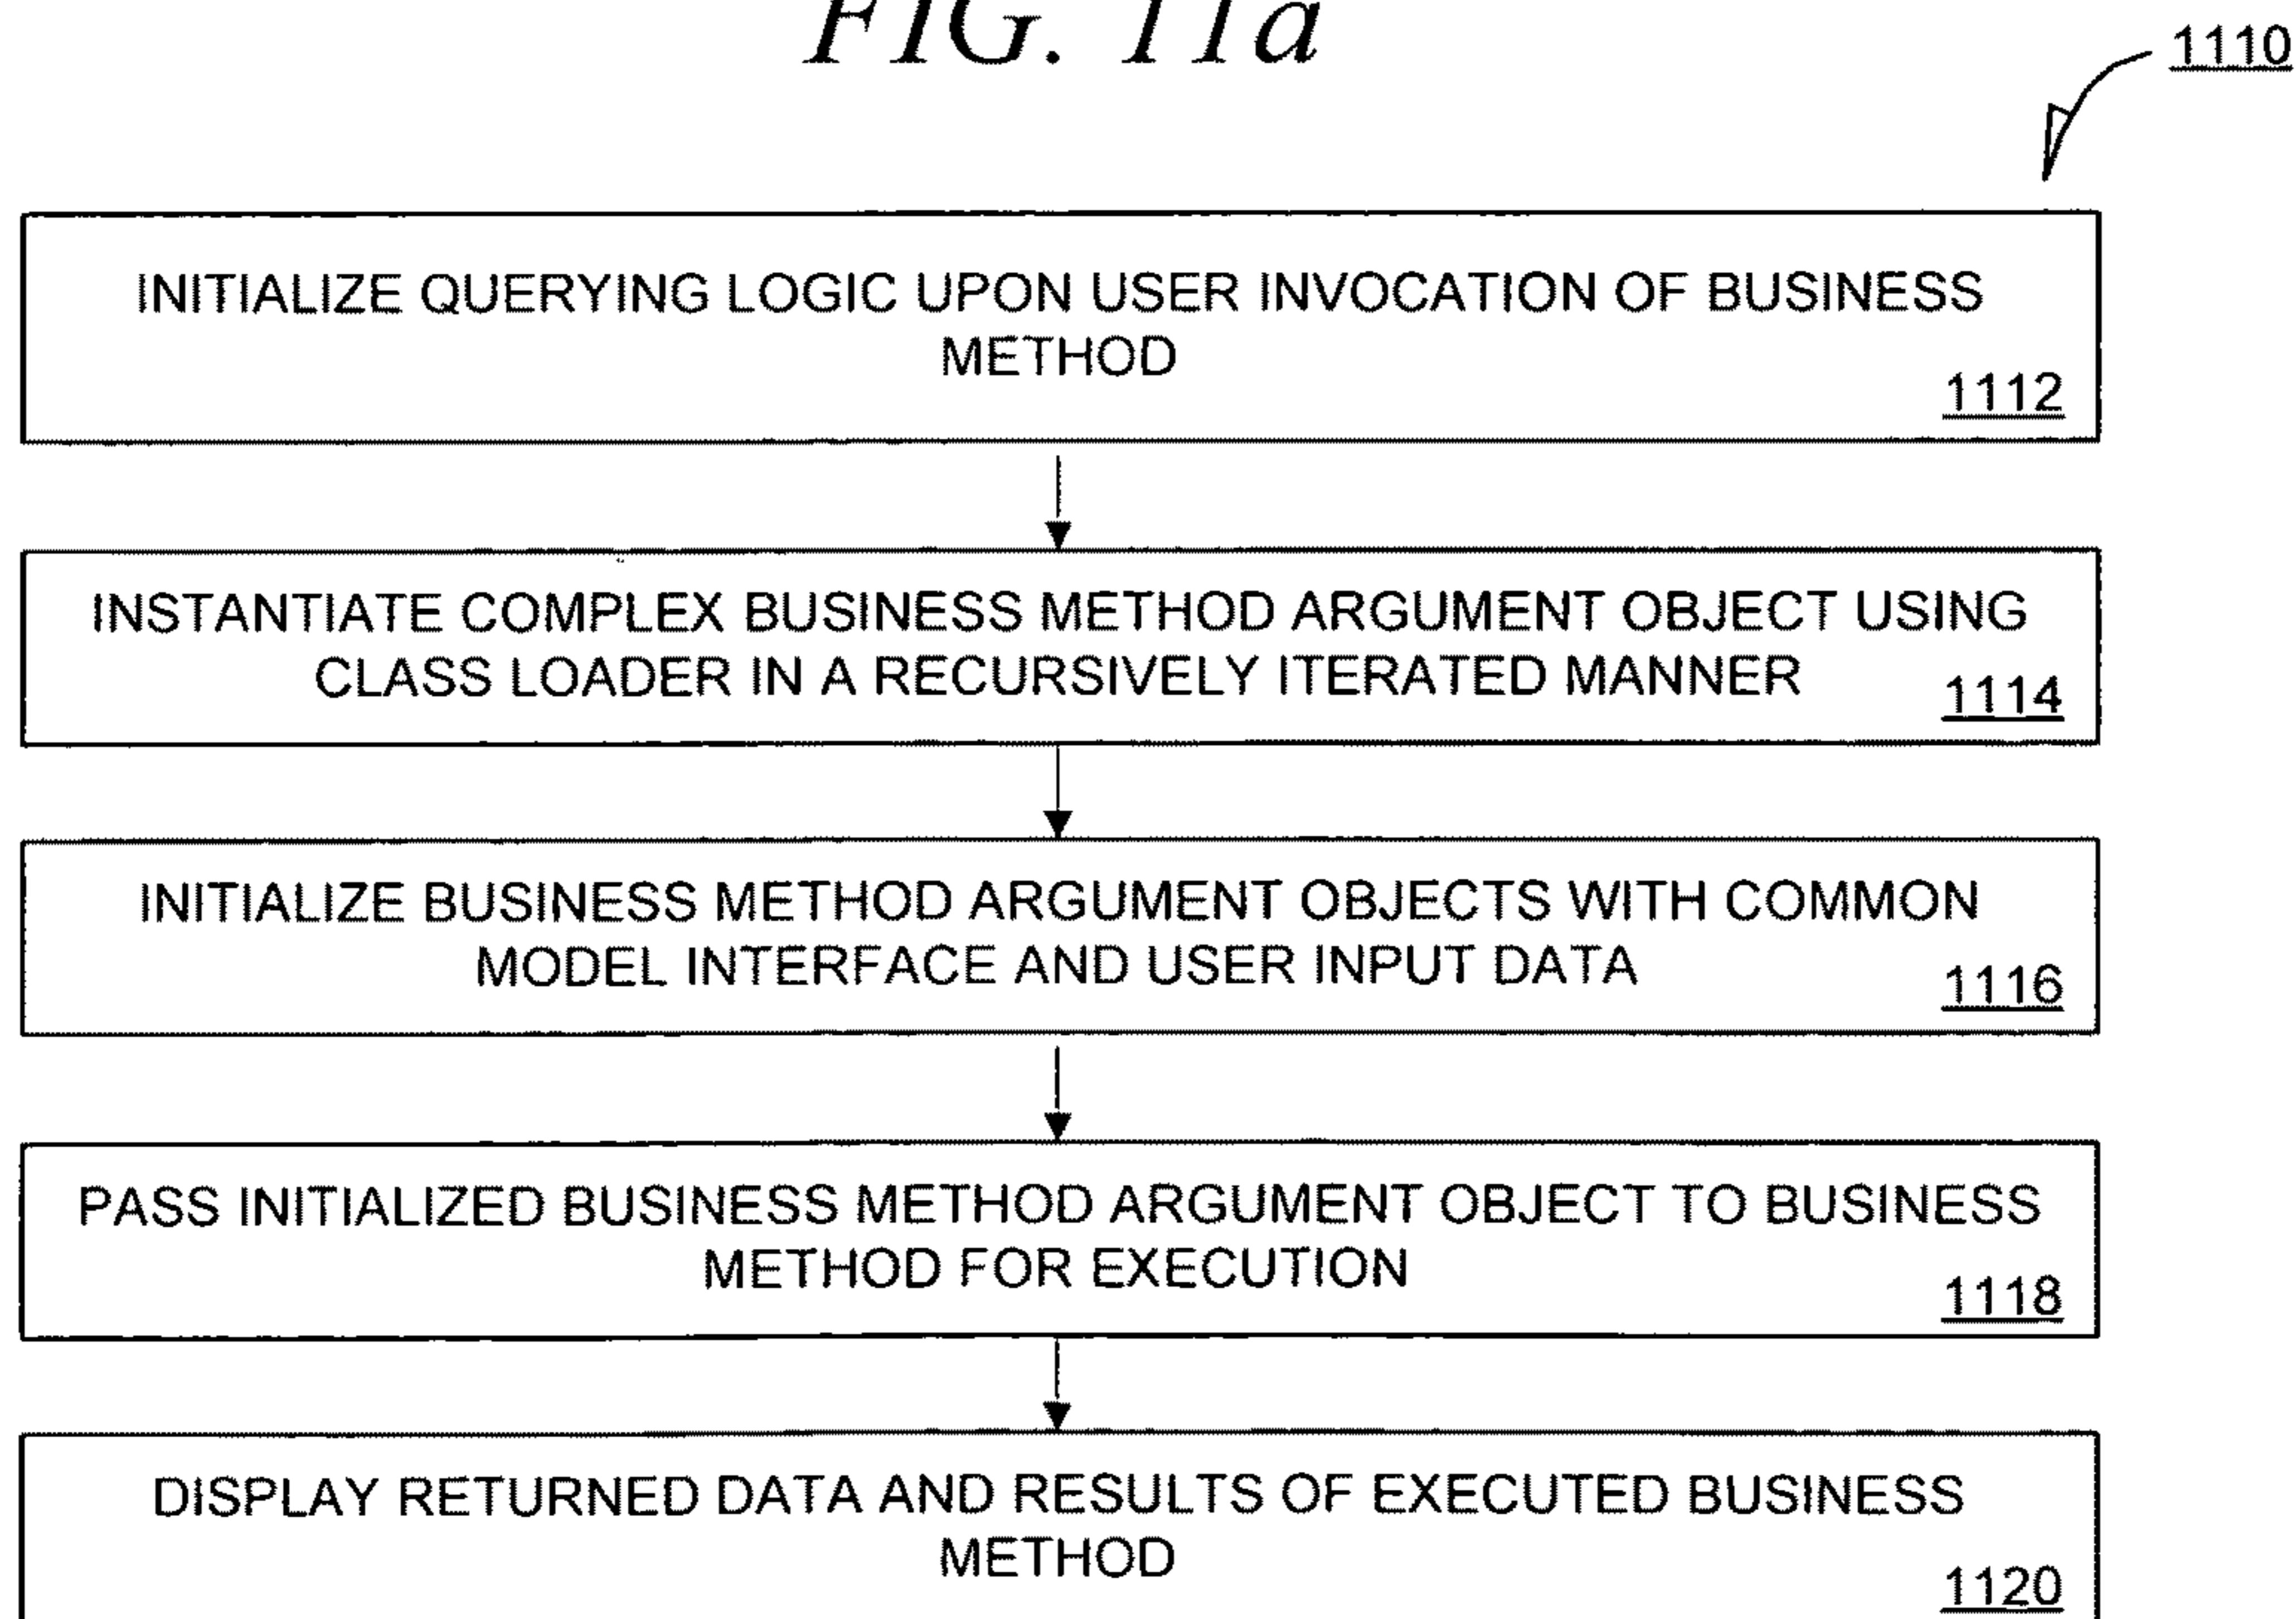 FIG. 11a
1110
INITIALIZE QUERYING LOGIC UPON USER INVOCATION OF BUSINESS
METHOD
1112
INSTANTIATE COMPLEX BUSINESS METHOD ARGUMENT OBJECT USING
CLASS LOADER IN A RECURSIVELY ITERATED MANNER
1114
INITIALIZE BUSINESS METHOD ARGUMENT OBJECTS WITH COMMON
MODEL INTERFACE AND USER INPUT DATA
1116
PASS INITIALIZED BUSINESS METHOD ARGUMENT OBJECT TO BUSINESS
METHOD FOR EXECUTION
1118
DISPLAY RETURNED DATA AND RESULTS OF EXECUTED BUSINESS
METHOD
1120